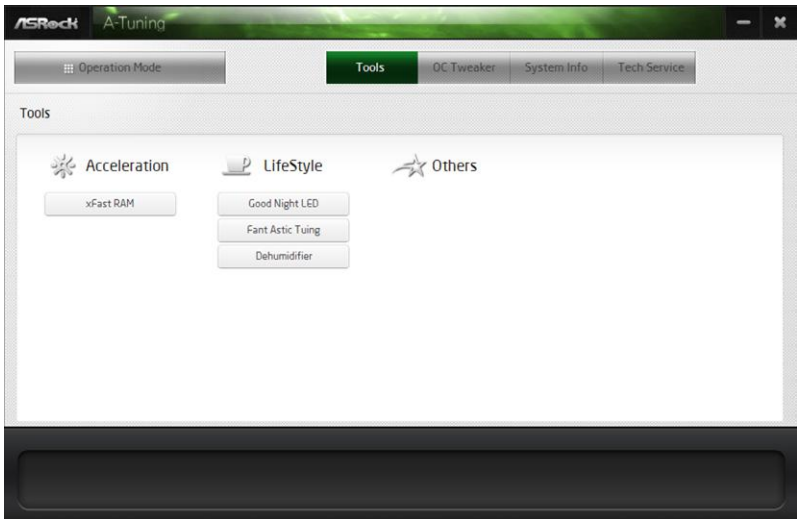 ASRock A-Tuning
Operation Mode Tools OC Tweaker System Info Tech Service
Tools
Acceleration LifeStyle Others
xFast RAM Good Night LED
Fant Astic Tuing
Dehumidifier